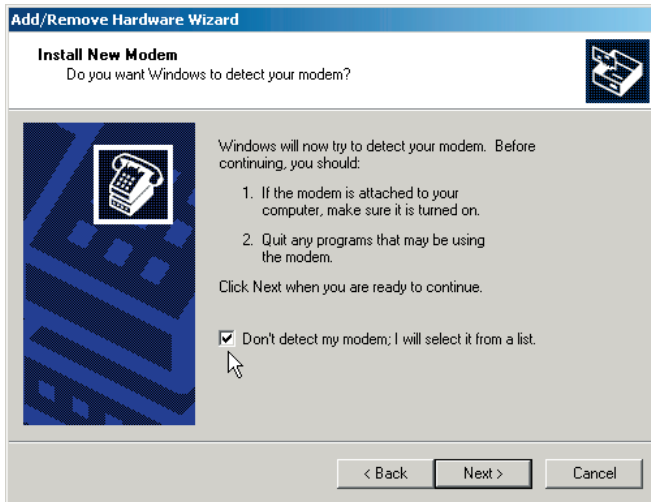 Add/Remove Hardware Wizard
Install New Modem
Do you want Windows to detect your modem?
Windows will now try to detect your modem. Before
continuing, you should:
1. If the modem is attached to your
computer, make sure it is turned on.
2. Quit any programs that may be using
the modem.
Click Next when you are ready to continue.
Don't detect my modem; I will select it from a list.
< Back Next > Cancel